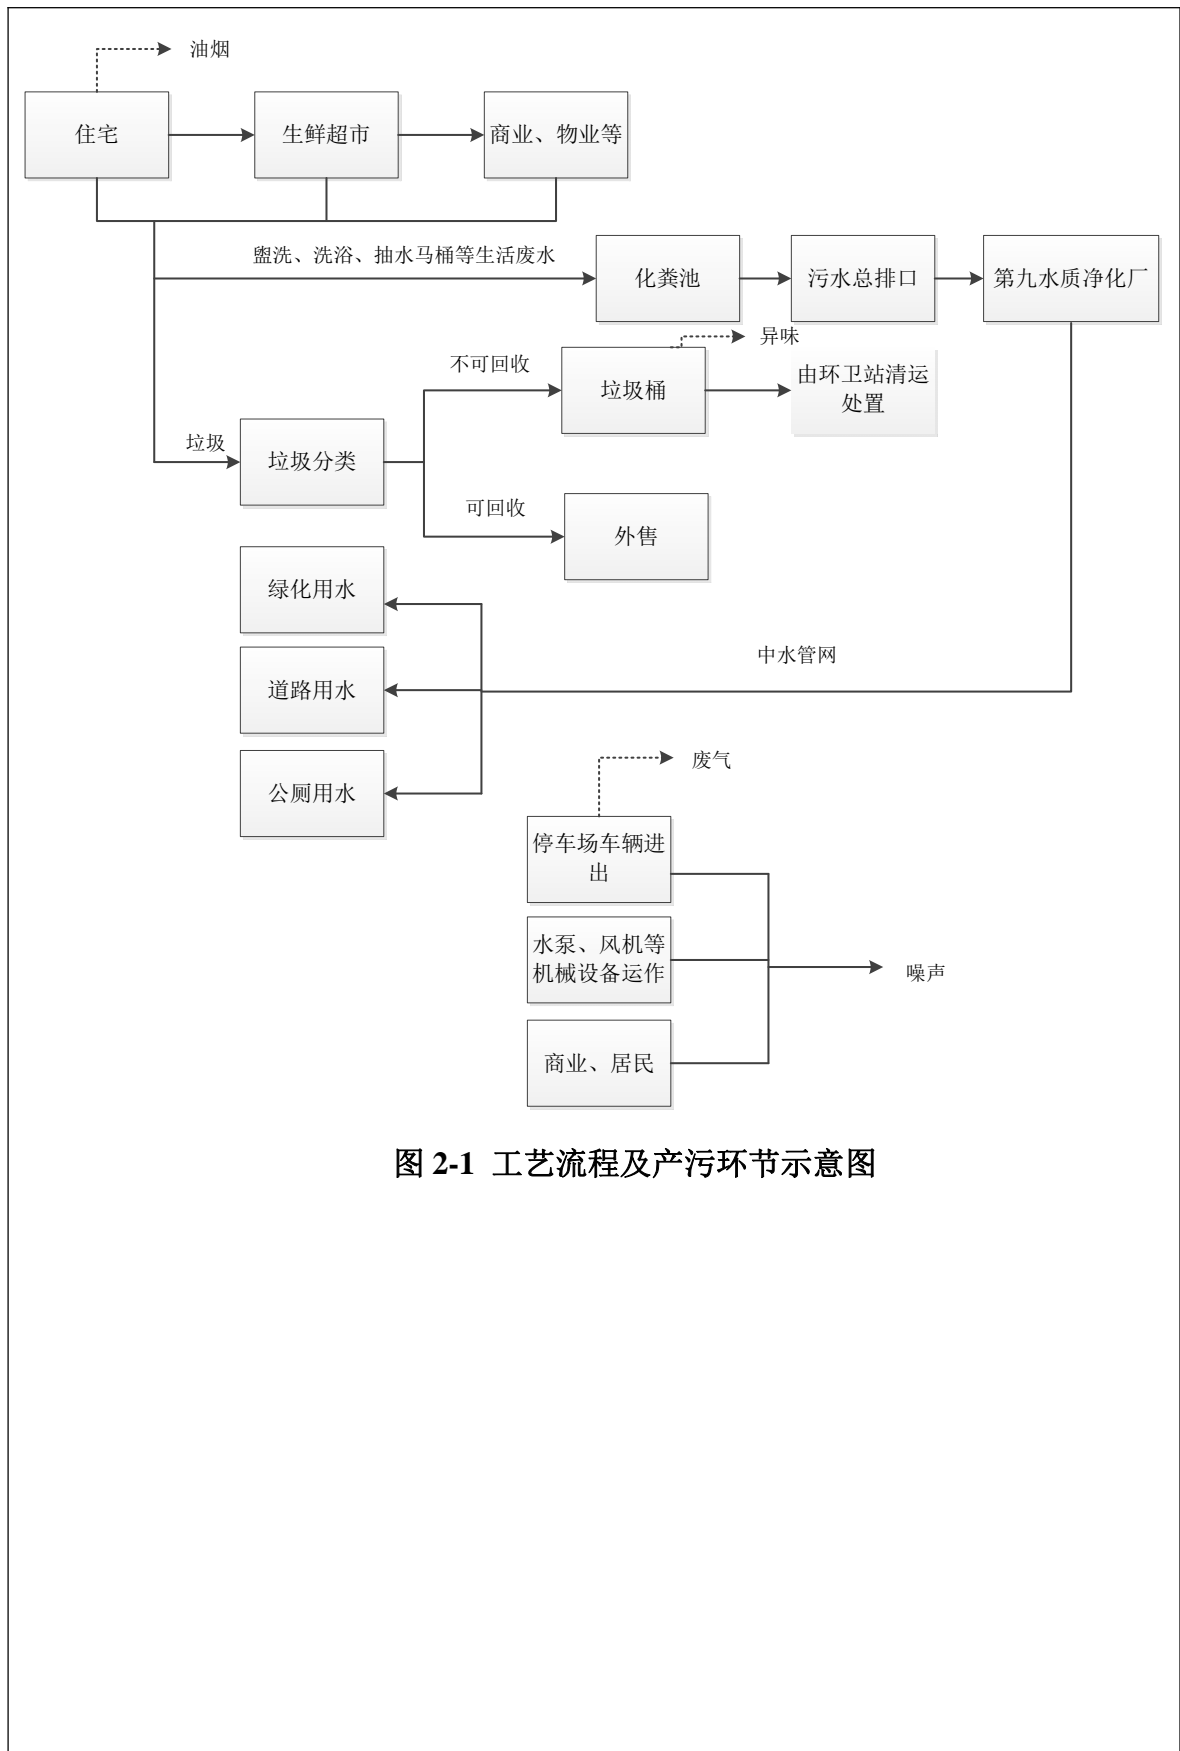 油烟
住宅
生鲜超市
商业、物业等
盥洗、洗浴、抽水马桶等生活废水
化粪池
污水总排口
第九水质净化厂
异味
不可回收
垃圾桶
由环卫站清运
处置
垃圾
垃圾分类
可回收
外售
绿化用水
中水管网
道路用水
公厕用水
废气
停车场车辆进
出
水泵、风机等
机械设备运作
噪声
商业、居民
图 2-1 工艺流程及产污环节示意图